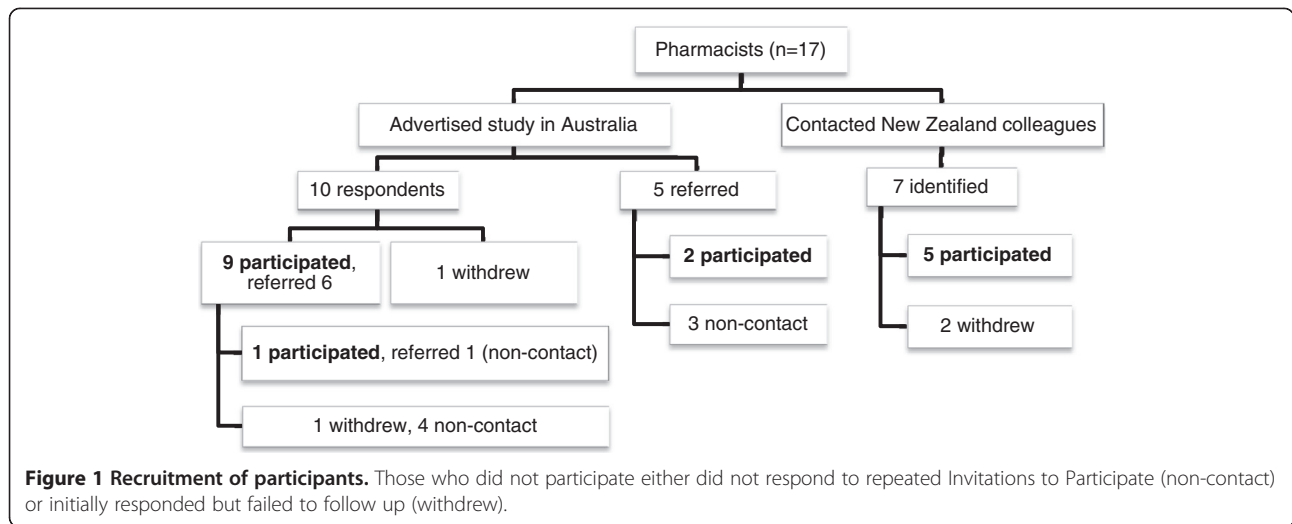 Pharmacists (n=17)
Advertised study in Australia
Contacted New Zealand colleagues
10 respondents
5 referred
7 identified
9 participated,
referred 6
1 withdrew
2 participated
5 participated
3 non-contact
2 withdrew
1 participated, referred 1 (non-contact)
1 withdrew, 4 non-contact
Figure 1 Recruitment of participants. Those who did not participate either did not respond to repeated Invitations to Participate (non-contact)
or initially responded but failed to follow up (withdrew).